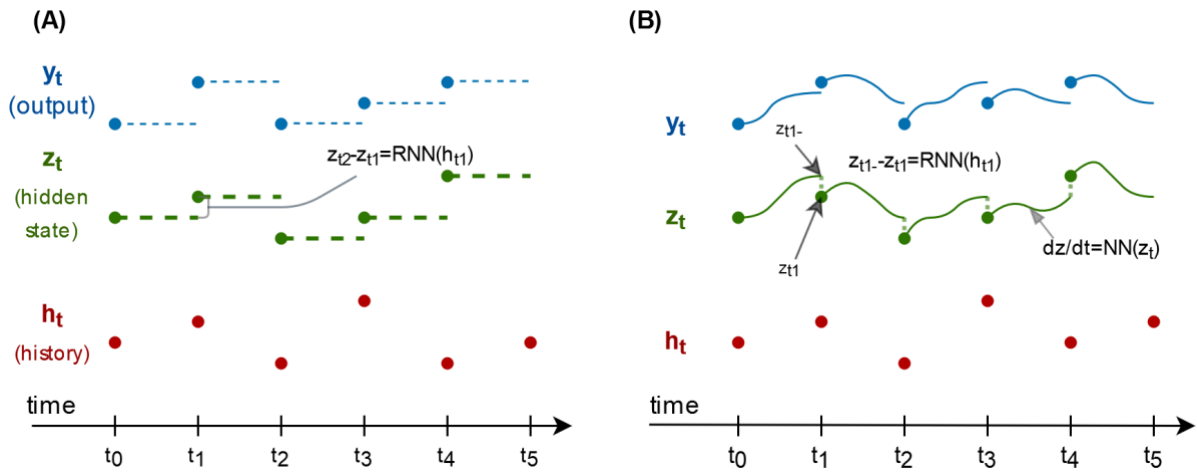 (A)
yt
(output)
zt
(hidden
state)
zt2-zt1=RNN(ht1)
ht
(history)
time
t0 t1 t2 t3 t4 t5
(B)
yt
zt1-
zt1--zt1=RNN(ht1)
zt
zt1
dz/dt=NN(zt)
ht
time
t0 t1 t2 t3 t4 t5